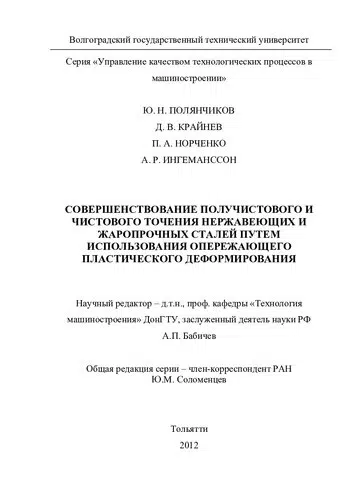 Волгоградский государственный технический университет
Серия «Управление качеством технологических процессов в
машиностроении»
Ю. Н. ПОЛЯНЧИКОВ
Д. В. КРАЙНЕВ
П. А. НОРЧЕНКО
А. Р. ИНГЕМАНССОН
СОВЕРШЕНСТВОВАНИЕ ПОЛУЧИСТОВОГО И
ЧИСТОВОГО ТОЧЕНИЯ НЕРЖАВЕЮЩИХ И
ЖАРОПРОЧНЫХ СТАЛЕЙ ПУТЕМ
ИСПОЛЬЗОВАНИЯ ОПЕРЕЖАЮЩЕГО
ПЛАСТИЧЕСКОГО ДЕФОРМИРОВАНИЯ
Научный редактор – д.т.н., проф. кафедры «Технология
машиностроения» ДонГТУ, заслуженный деятель науки РФ
А.П. Бабичев
Общая редакция серии – член-корреспондент РАН
Ю.М. Соломенцев
Тольятти
2012